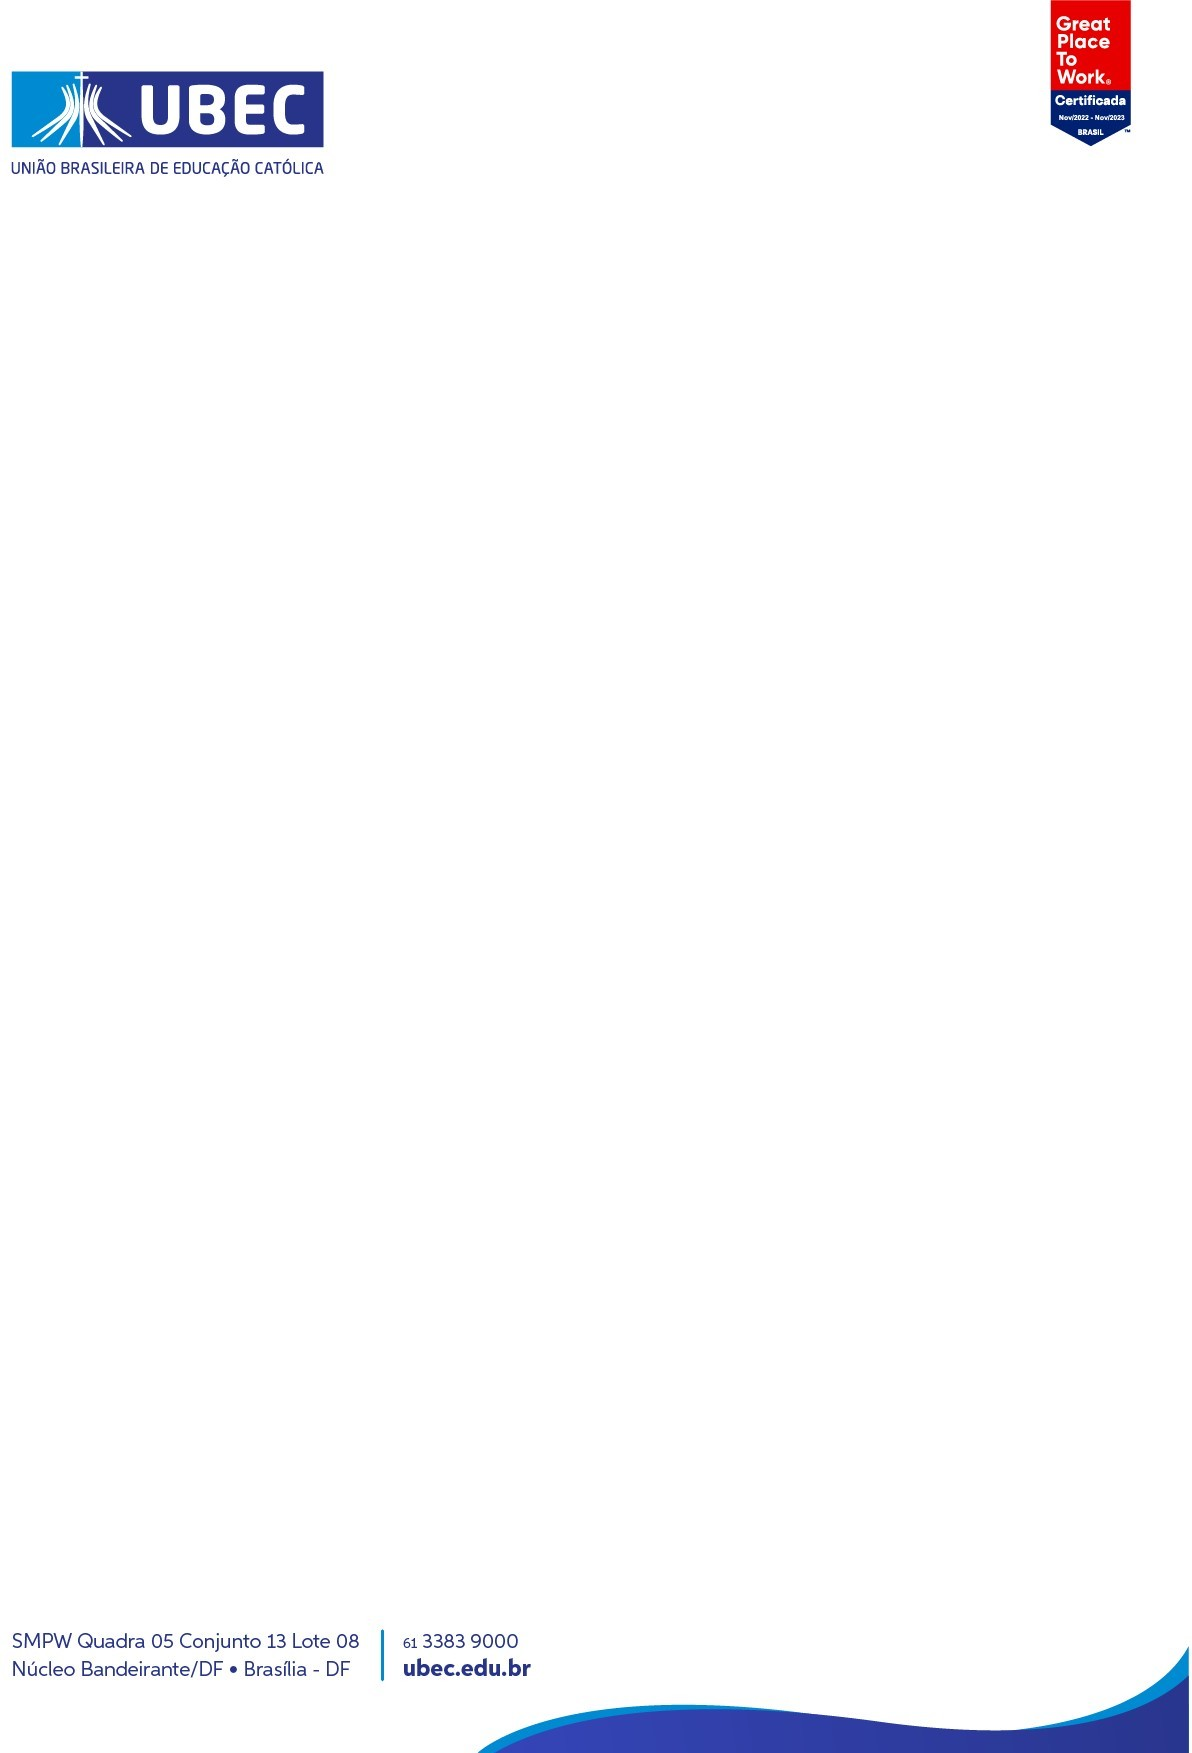 Great
Place
To
Work®
Certificada
Nov/2022 - Nov/2023
BRASIL ™
UBEC
UNIÃO BRASILEIRA DE EDUCAÇÃO CATÓLICA
SMPW Quadra 05 Conjunto 13 Lote 08
Núcleo Bandeirante/DF • Brasília - DF
61 3383 9000
ubec.edu.br